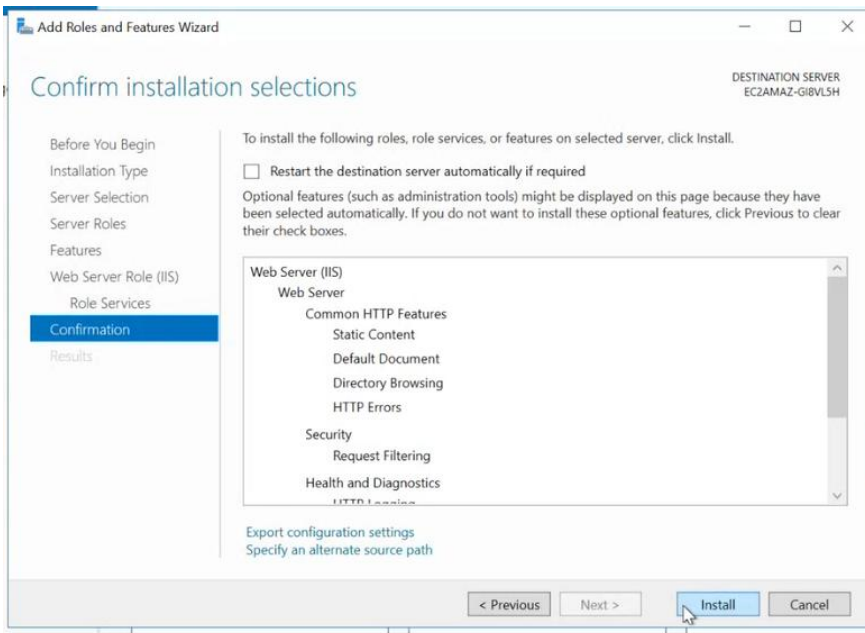 Add Roles and Features Wizard
Confirm installation selections
DESTINATION SERVER
EC2AMAZ-GI8VL5H
Before You Begin
Installation Type
Server Selection
Server Roles
Features
Web Server Role (IIS)
Role Services
Confirmation
Results
To install the following roles, role services, or features on selected server, click Install.
Restart the destination server automatically if required
Optional features (such as administration tools) might be displayed on this page because they have
been selected automatically. If you do not want to install these optional features, click Previous to clear
their check boxes.
Web Server (IIS)
Web Server
Common HTTP Features
Static Content
Default Document
Directory Browsing
HTTP Errors
Security
Request Filtering
Health and Diagnostics
HTTP Logging
Export configuration settings
Specify an alternate source path
< Previous
Next >
Install
Cancel